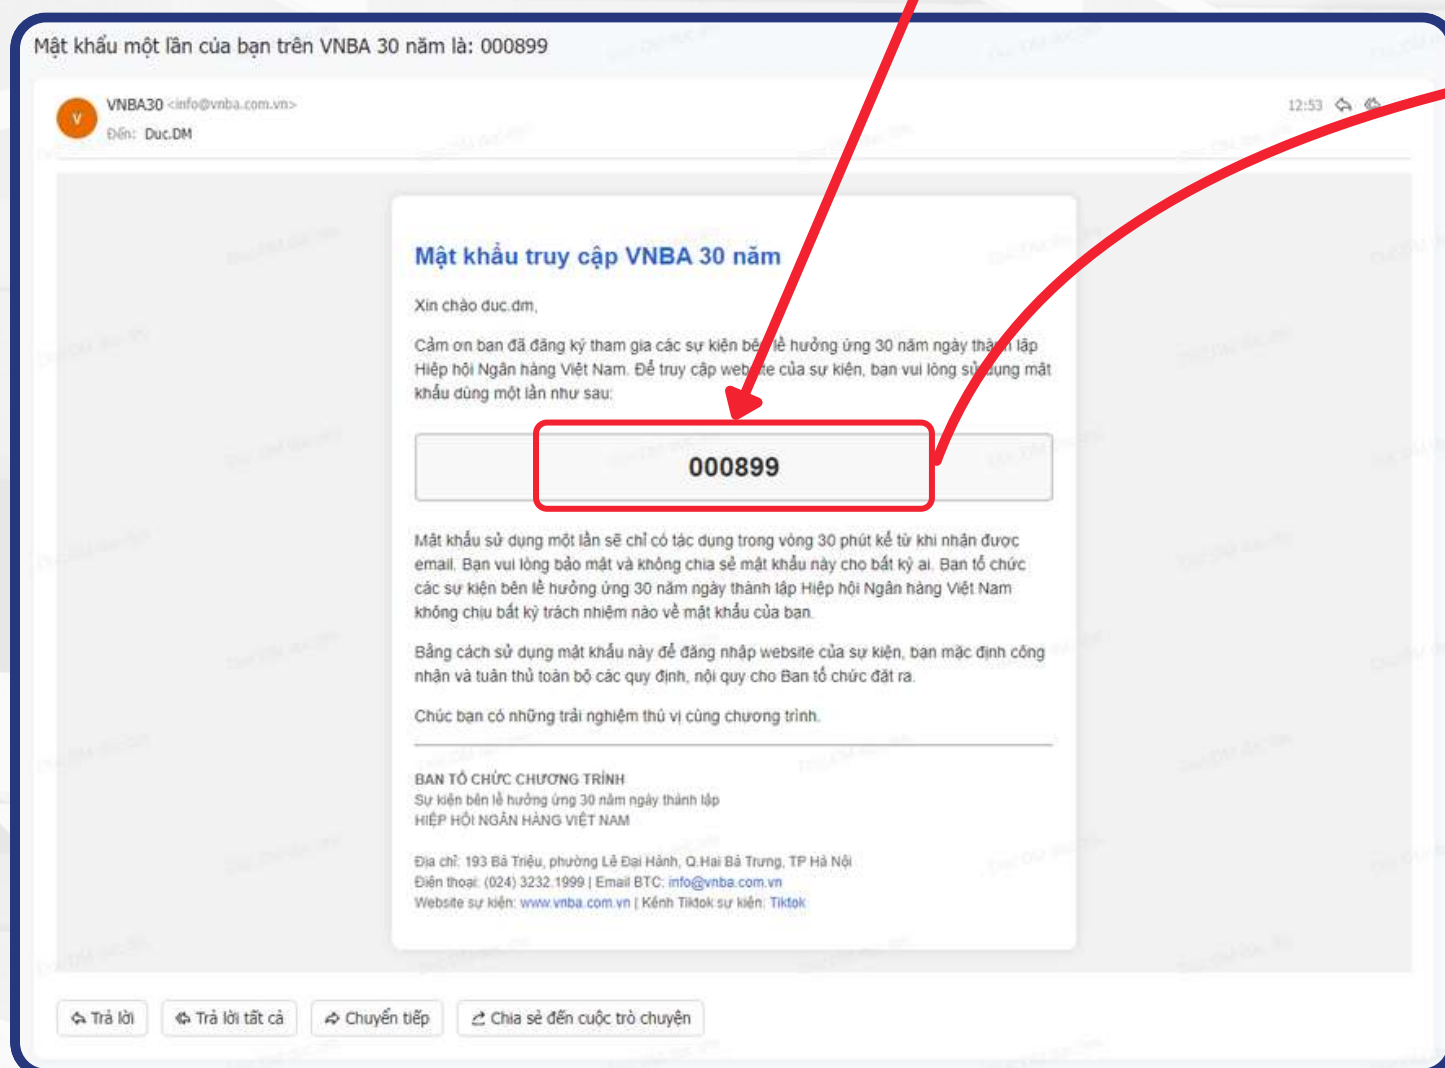 Mật khẩu một lần của bạn trên VNBA 30 năm là: 000899
V
VNBA30 <info@vnba.com.vn>
12:53
Đến: Duc.DM
Mật khẩu truy cập VNBA 30 năm
Xin chào duc.dm,
Cảm ơn bạn đã đăng ký tham gia các sự kiện bên lề hưởng ứng 30 năm ngày thành lập
Hiệp hội Ngân hàng Việt Nam. Để truy cập website của sự kiện, bạn vui lòng sử dụng mật
khẩu dùng một lần như sau:
000899
Mật khẩu sử dụng một lần sẽ chỉ có tác dụng trong vòng 30 phút kể từ khi nhận được
email. Bạn vui lòng bảo mật và không chia sẻ mật khẩu này cho bất kỳ ai. Ban tổ chức
các sự kiện bên lề hưởng ứng 30 năm ngày thành lập Hiệp hội Ngân hàng Việt Nam
không chịu bất kỳ trách nhiệm nào về mật khẩu của bạn.
Bằng cách sử dụng mật khẩu này để đăng nhập website của sự kiện, bạn mặc định công
nhận và tuân thủ toàn bộ các quy định, nội quy cho Ban tổ chức đặt ra.
Chúc bạn có những trải nghiệm thú vị cùng chương trình.
BAN TỔ CHỨC CHƯƠNG TRÌNH
Sự kiện bên lề hưởng ứng 30 năm ngày thành lập
HIỆP HỘI NGÂN HÀNG VIỆT NAM
Địa chỉ: 193 Bà Triệu, phường Lê Đại Hành, Q.Hai Bà Trưng, TP Hà Nội
Điện thoại: (024) 3232.1999 | Email BTC: info@vnba.com.vn
Website sự kiện: www.vnba.com.vn | Kênh Tiktok sự kiện: Tiktok
Trả lời
Trả lời tất cả
Chuyển tiếp
Chia sẻ đến cuộc trò chuyện